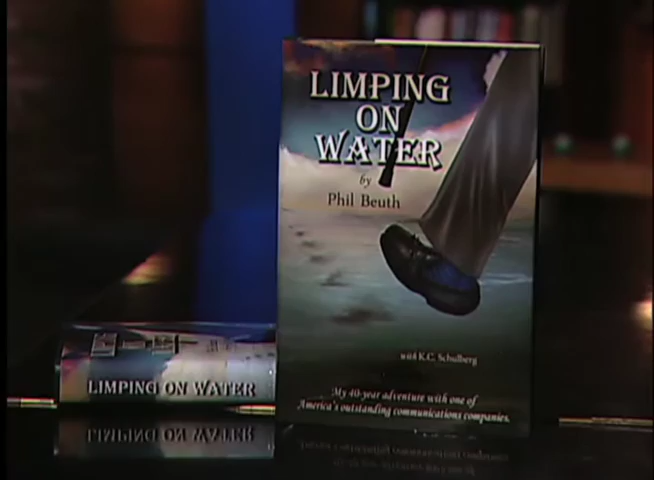 LIMPING
ON
WATER
by
Phil Beuth
with K.C. Schulberg
My 40-year adventure with one of
America's outstanding communications companies.
LIMPING ON WATER